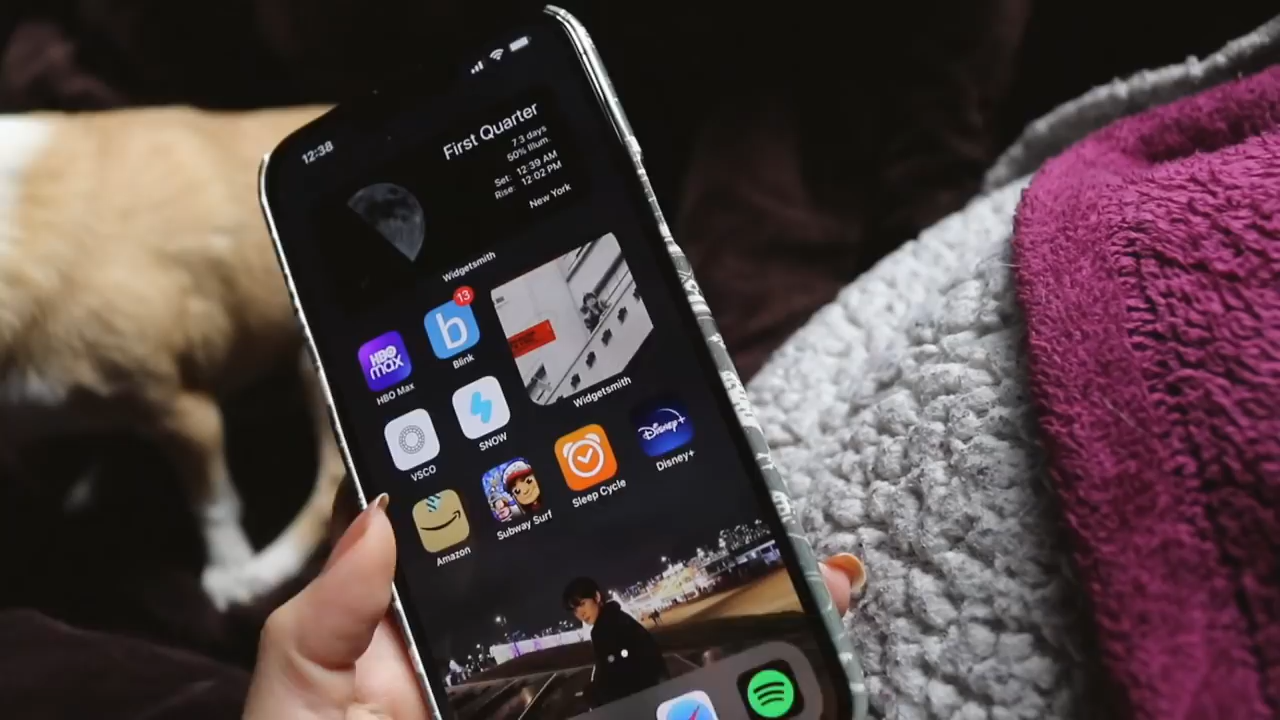 12:38
First Quarter
7.3 days
50% Illum.
Set: 12:39 AM
Rise: 12:02 PM
New York
Widgetsmith
HBO
max
HBO Max
b
13
Blink
Widgetsmith
VSCO
SNOW
Disney+
Disney+
Amazon
Subway Surf
Sleep Cycle